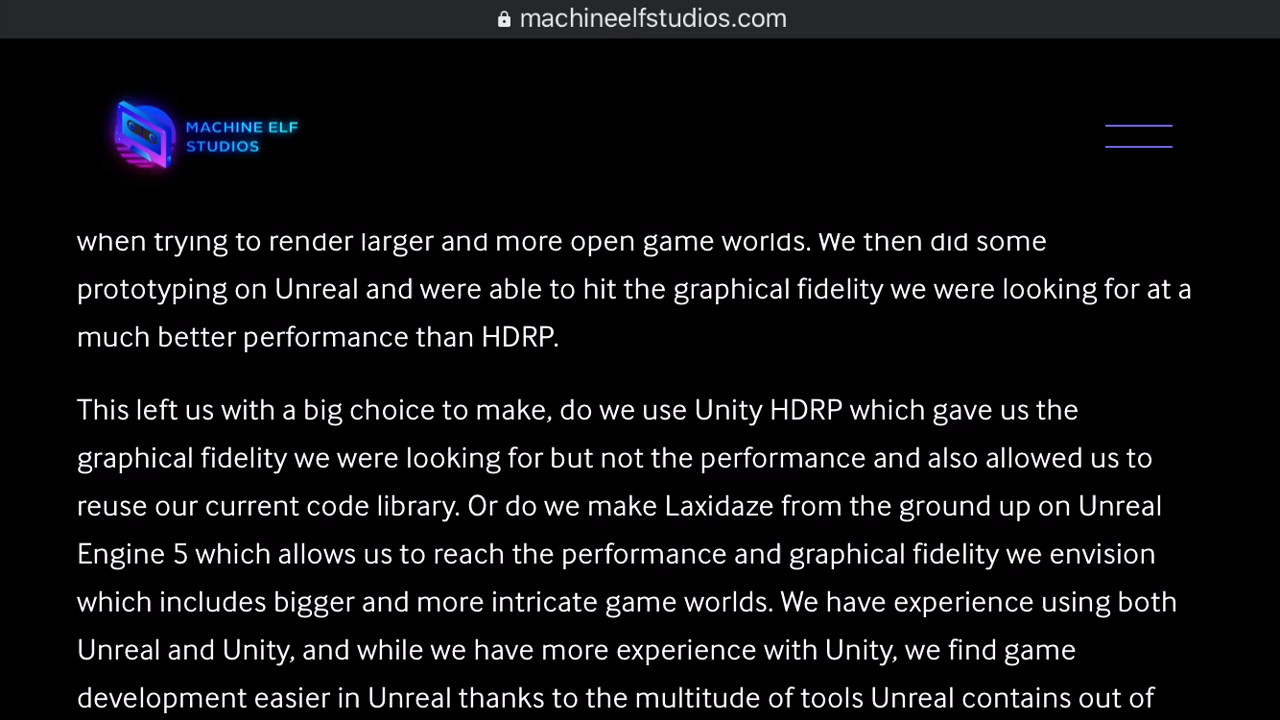 machineelfstudios.com
MACHINE ELF
STUDIOS
when trying to render larger and more open game worlds. We then did some
prototyping on Unreal and were able to hit the graphical fidelity we were looking for at a
much better performance than HDRP.
This left us with a big choice to make, do we use Unity HDRP which gave us the
graphical fidelity we were looking for but not the performance and also allowed us to
reuse our current code library. Or do we make Laxidaze from the ground up on Unreal
Engine 5 which allows us to reach the performance and graphical fidelity we envision
which includes bigger and more intricate game worlds. We have experience using both
Unreal and Unity, and while we have more experience with Unity, we find game
development easier in Unreal thanks to the multitude of tools Unreal contains out of